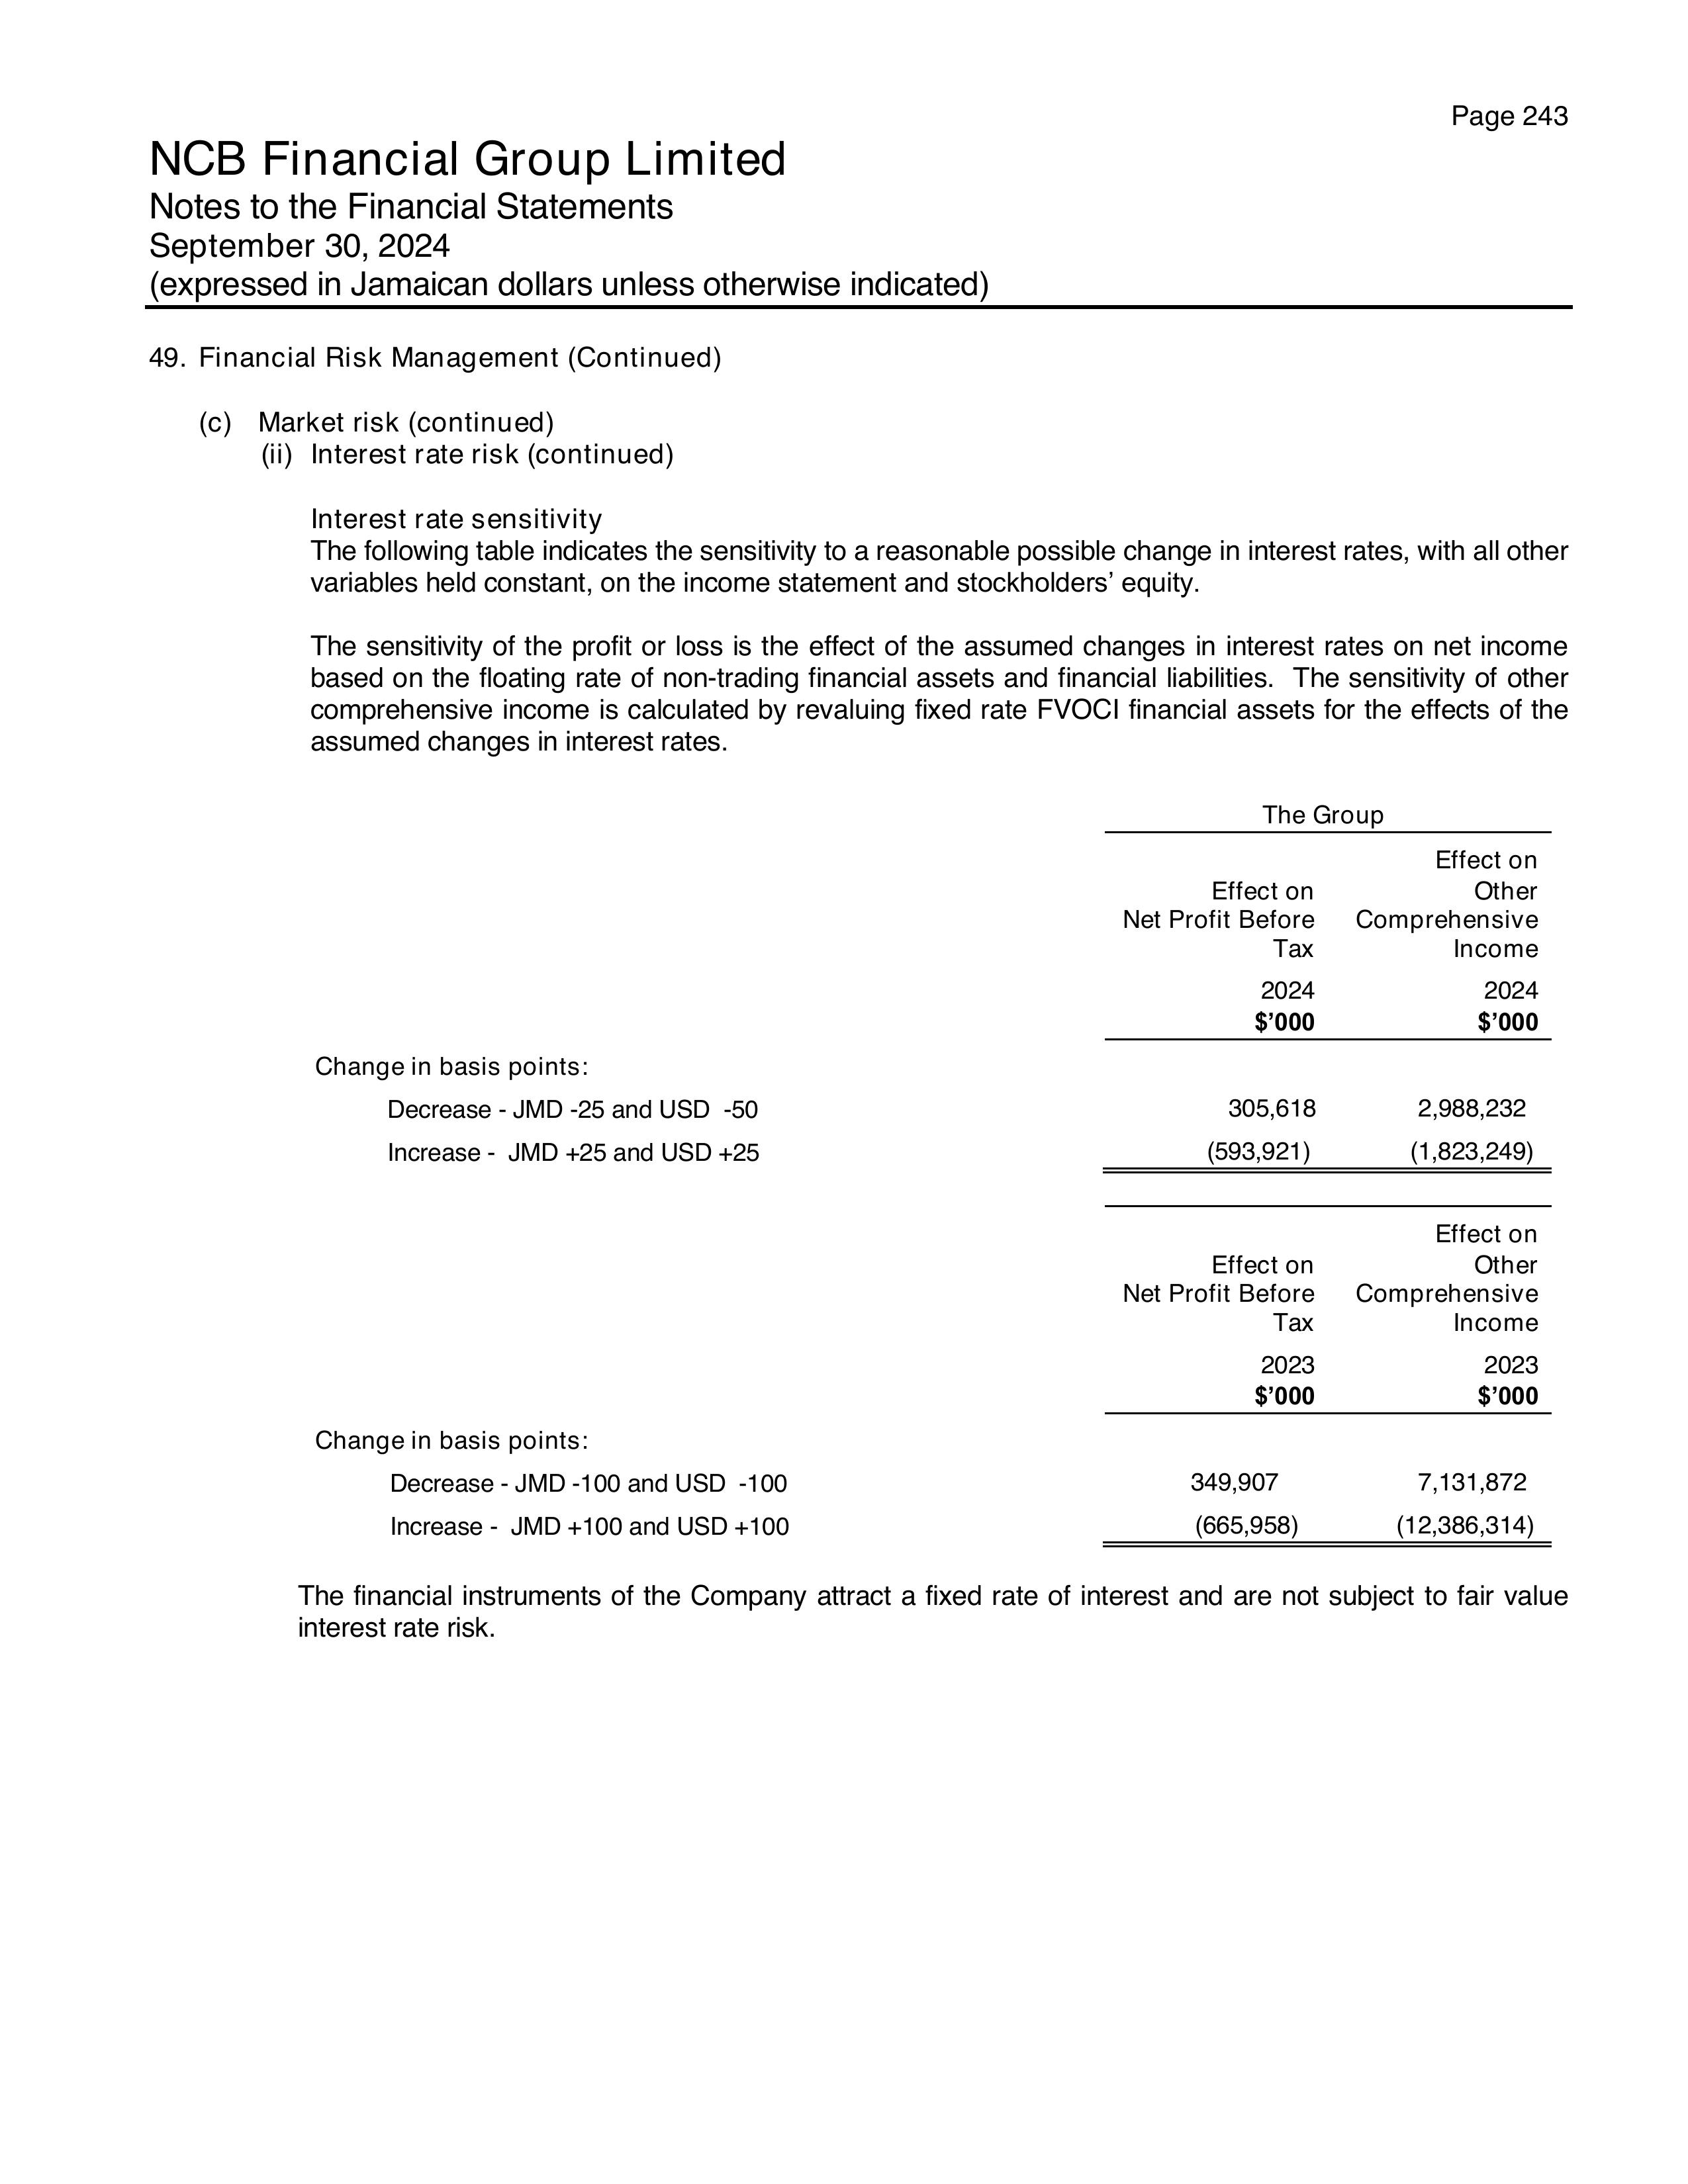 Page 243
NCB Financial Group Limited
Notes to the Financial Statements
September 30, 2024
(expressed in Jamaican dollars unless otherwise indicated)
49. Financial Risk Management (Continued)
(c) Market risk (continued)
(ii) Interest rate risk (continued)
Interest rate sensitivity
The following table indicates the sensitivity to a reasonable possible change in interest rates, with all other
variables held constant, on the income statement and stockholders’ equity.
The sensitivity of the profit or loss is the effect of the assumed changes in interest rates on net income
based on the floating rate of non-trading financial assets and financial liabilities. The sensitivity of other
comprehensive income is calculated by revaluing fixed rate FVOCI financial assets for the effects of the
assumed changes in interest rates.
The Group
Effect on
Effect on Other
Net Profit Before Comprehensive
Tax Income
2024 2024
$’000 $’000
Change in basis points:
Decrease - JMD -25 and USD -50 305,618 2,988,232
Increase - JMD +25 and USD +25 (593,921) (1,823,249)
Effect on
Effect on Other
Net Profit Before Comprehensive
Tax Income
2023 2023
$’000 $’000
Change in basis points:
Decrease - JMD -100 and USD -100 349,907 7,131,872
Increase - JMD +100 and USD +100 (665,958) (12,386,314)
The financial instruments of the Company attract a fixed rate of interest and are not subject to fair value
interest rate risk.